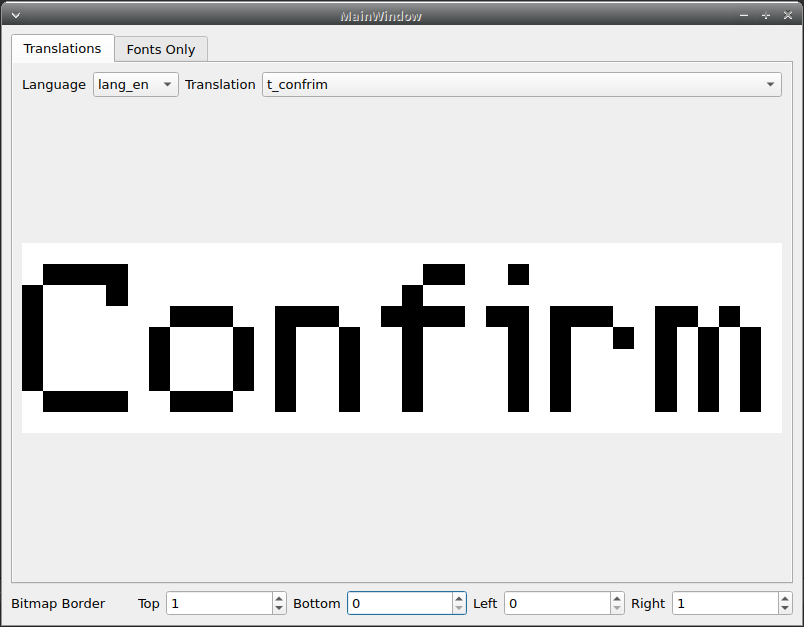 MainWindow
Translations Fonts Only
Language lang_en Translation t_confrim
Confirm
Bitmap Border Top 1 Bottom 0 Left 0 Right 1